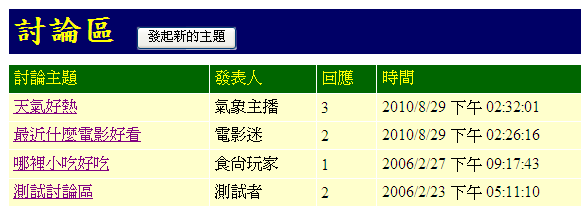 討論區 發起新的主題
討論主題 發表人 回應 時間
天氣好熱 氣象主播 3 2010/8/29 下午 02:32:01
最近什麼電影好看 電影迷 2 2010/8/29 下午 02:26:16
哪裡小吃好吃 食尚玩家 1 2006/2/27 下午 09:17:43
測試討論區 測試者 2 2006/2/23 下午 05:11:10